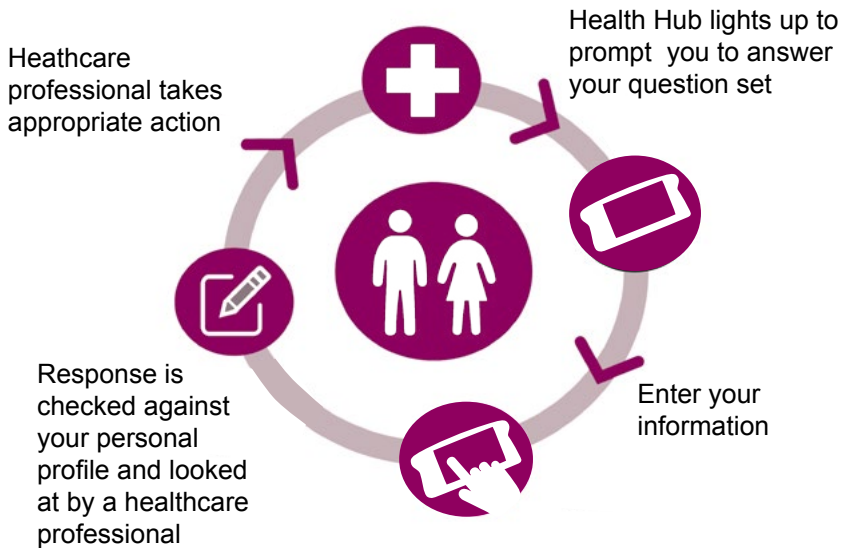 Health Hub lights up to
prompt  you to answer
your question set
Enter your
information
Response is
checked against
your personal
profile and looked
at by a healthcare
professional
Heathcare
professional takes
appropriate action